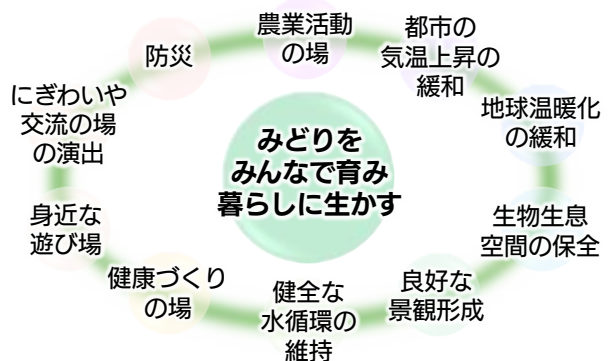 みどりを
みんなで育み
暮らしに生かす
農業活動
の場
都市の
気温上昇の
緩和
地球温暖化
の緩和
生物生息
空間の保全
良好な
景観形成
健全な
水循環の
維持
健康づくり
の場
身近な
遊び場
にぎわいや
交流の場
の演出
防災